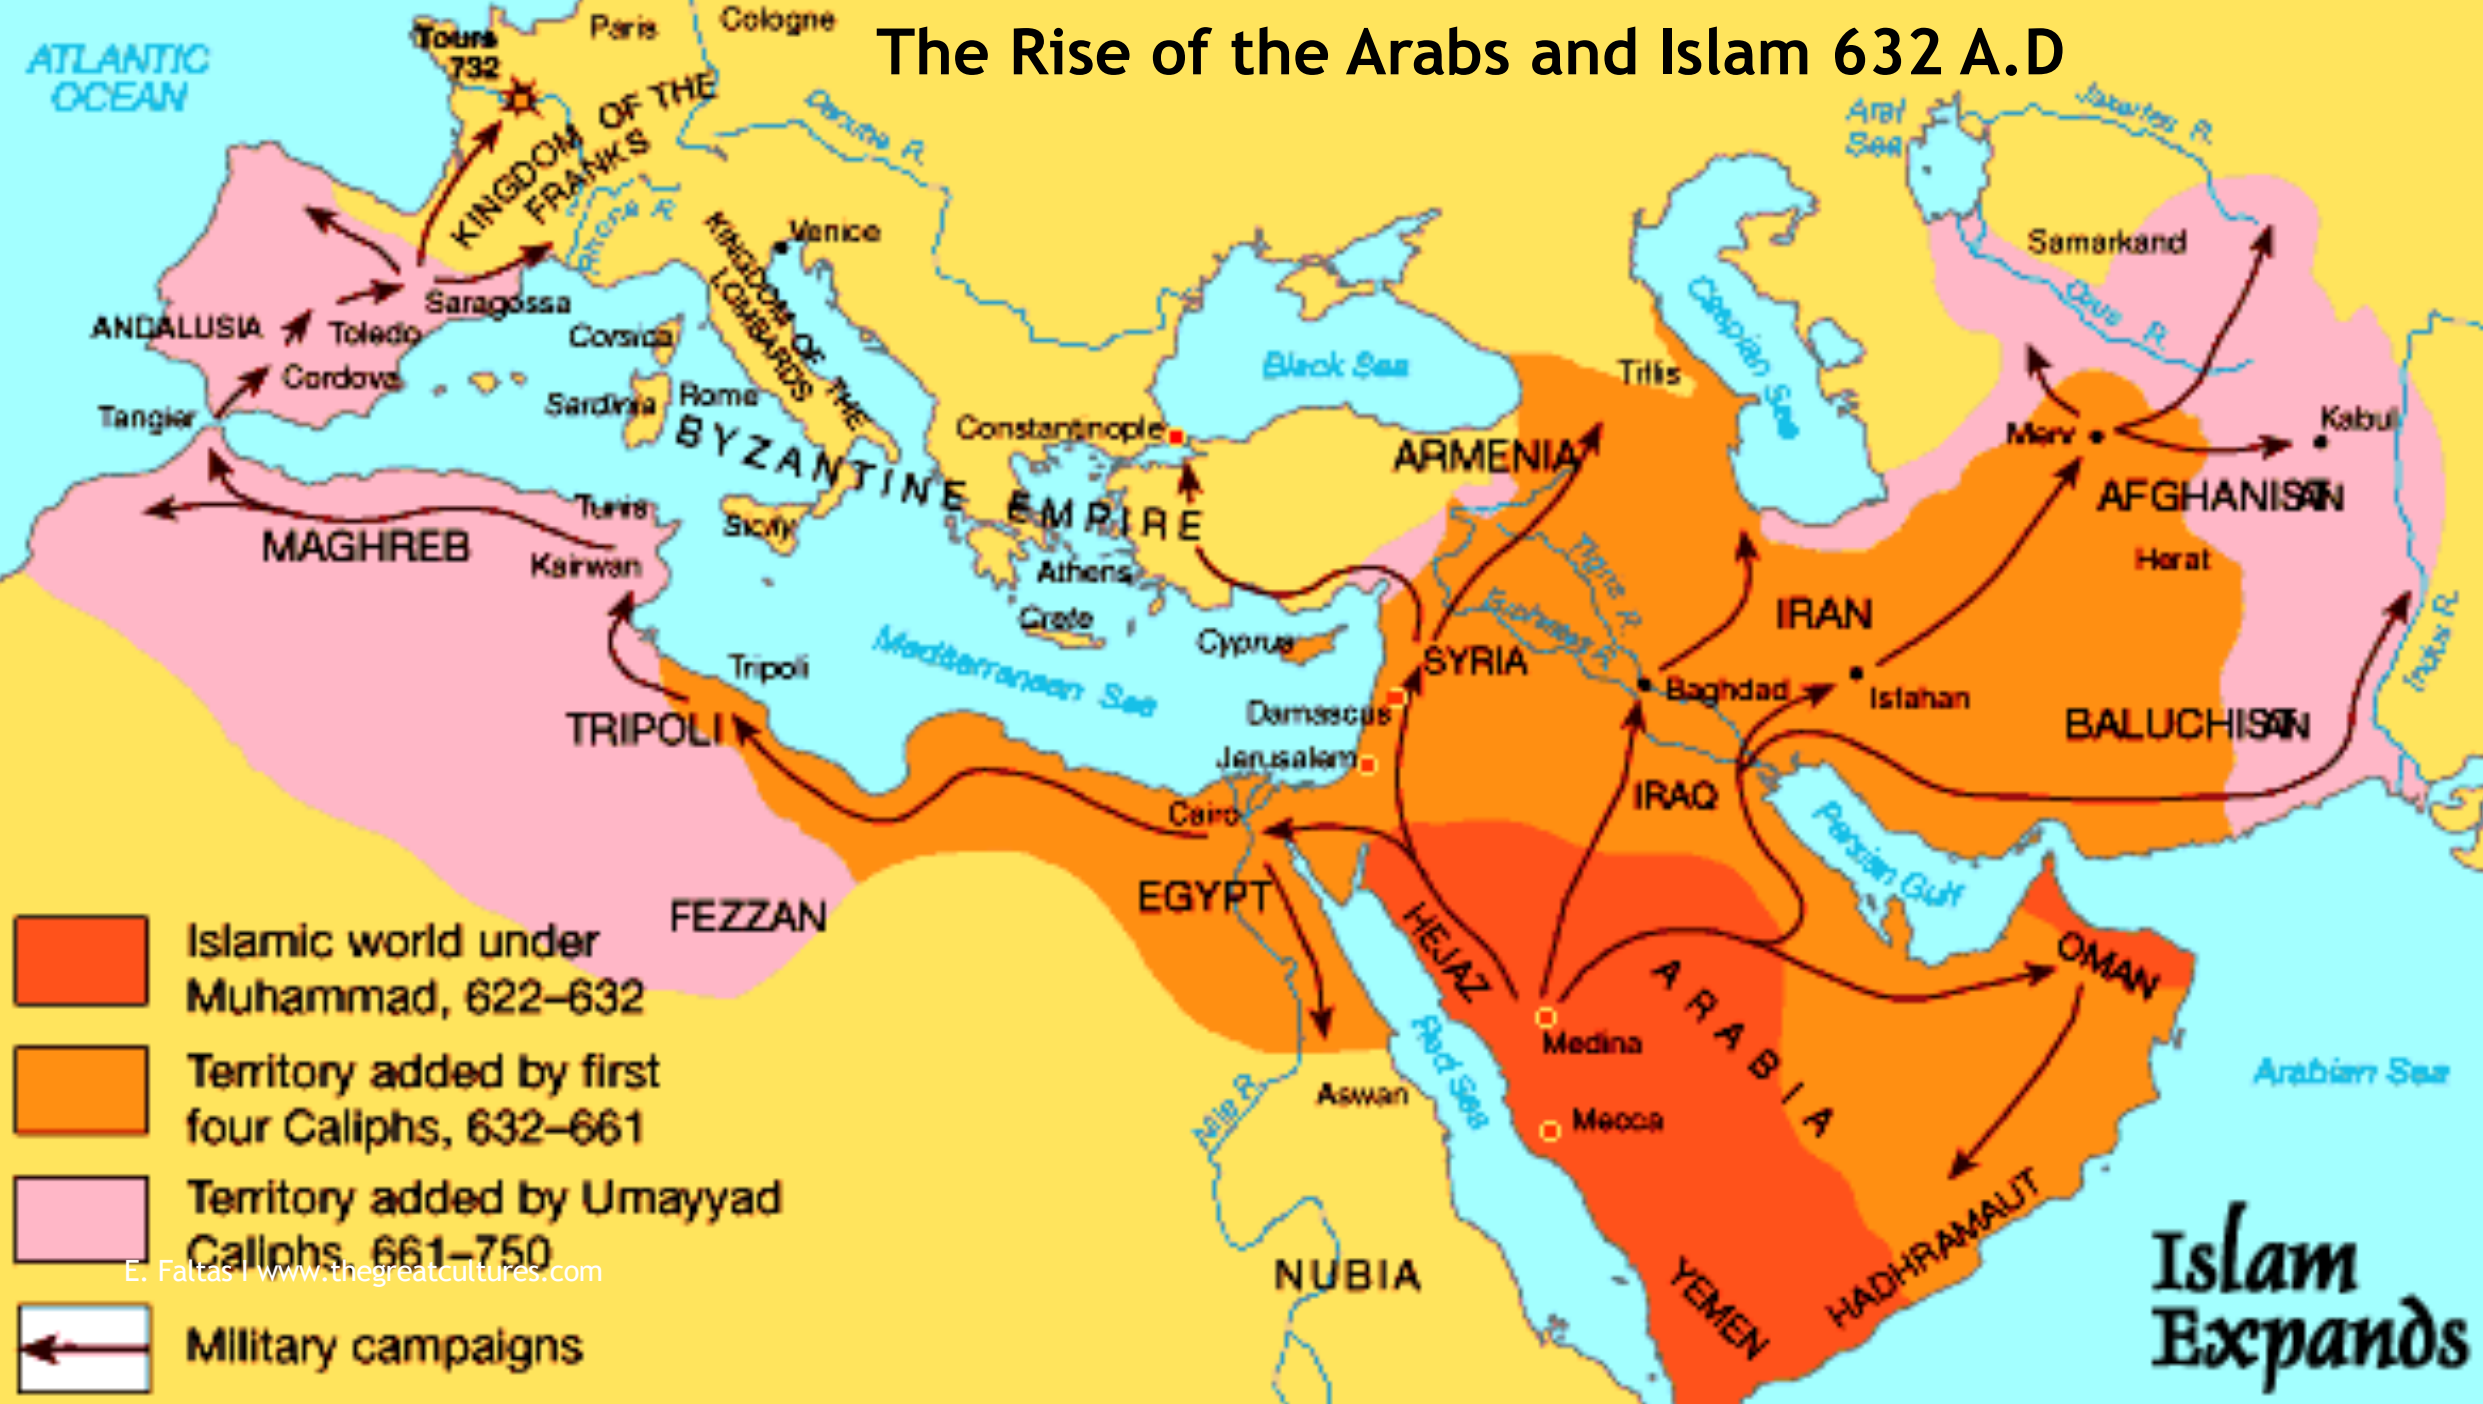 The Rise of the Arabs and Islam 632 A.D
ATLANTIC
OCEAN
Tours
732
Paris
Cologne
KINGDOM OF THE
FRANKS
Danube R.
Rhone R.
Aral
Sea
Jaxartes R.
Samarkand
Oxus R.
Venice
KINGDOM OF THE
LOMBARDS
Caspian Sea
Black Sea
Tiflis
ANDALUSIA
Saragossa
Toledo
Cordova
Tangier
Corsica
Sardinia
Rome
BYZANTINE EMPIRE
Constantinople
ARMENIA
Merv
Kabul
AFGHANISTAN
Herat
MAGHREB
Tunis
Kairwan
Sicily
Athens
Crete
Cyprus
Mediterranean Sea
Tigris R.
Euphrates R.
IRAN
Indus R.
SYRIA
Tripoli
TRIPOLI
Damascus
Jerusalem
Baghdad
Isfahan
BALUCHISTAN
IRAQ
Cairo
Persian Gulf
EGYPT
FEZZAN
HEJAZ
ARABIA
OMAN
Medina
Mecca
Red Sea
Arabian Sea
Aswan
Nile R.
NUBIA
YEMEN
HADHRAMAUT
Islamic world under
Muhammad, 622–632
Territory added by first
four Caliphs, 632–661
Territory added by Umayyad
Caliphs, 661–750
E. Faltas | www.thegreatcultures.com
Military campaigns
Islam
Expands